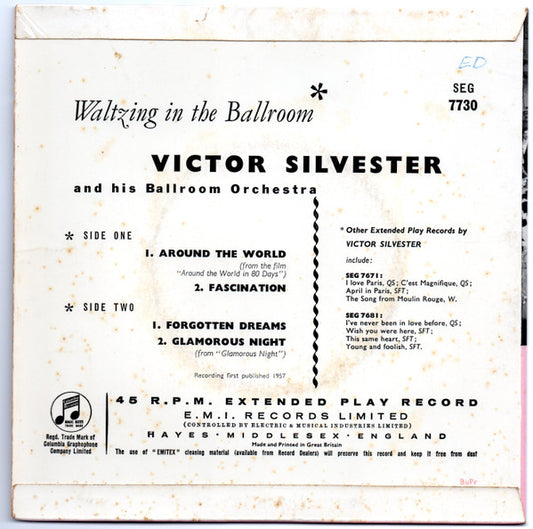 ED
SEG
7730
Waltzing in the Ballroom*
VICTOR SILVESTER
and his Ballroom Orchestra
* SIDE ONE
1. AROUND THE WORLD
(from the film
"Around the World in 80 Days")
2. FASCINATION
* SIDE TWO
1. FORGOTTEN DREAMS
2. GLAMOROUS NIGHT
(from "Glamorous Night")
Recording first published 1957
* Other Extended Play Records by
VICTOR SILVESTER
include:
SEG 7671:
I love Paris, QS; C'est Magnifique, QS;
April in Paris, SFT;
The Song from Moulin Rouge, W.
SEG 7681:
I've never been in love before, QS;
Wish you were here, SFT;
This same heart, SFT;
Young and foolish, SFT.
Regd. Trade Mark of
Columbia Graphophone
Company Limited
45 R.P.M. EXTENDED PLAY RECORD
E.M.I. RECORDS LIMITED
(CONTROLLED BY ELECTRIC & MUSICAL INDUSTRIES LIMITED)
HAYES · MIDDLESEX · ENGLAND
Made and Printed in Great Britain
The use of "EMITEX" cleaning material (available from Record Dealers) will preserve this record and keep it free from dust